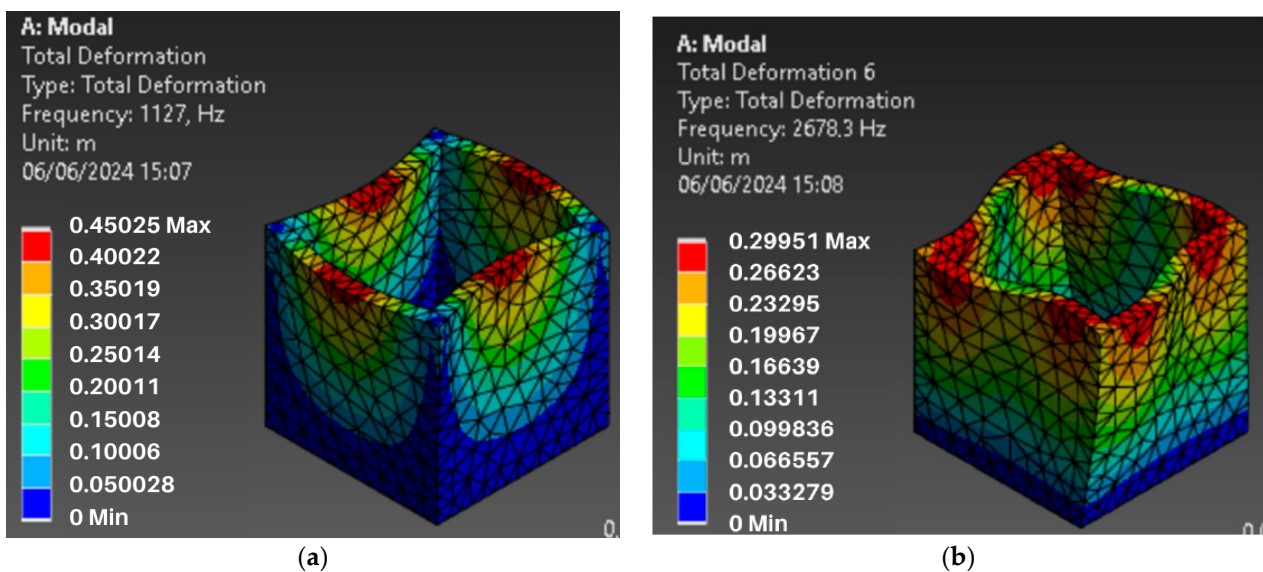 A: Modal
Total Deformation
Type: Total Deformation
Frequency: 1127, Hz
Unit: m
06/06/2024 15:07
0.45025 Max
0.40022
0.35019
0.30017
0.25014
0.20011
0.15008
0.10006
0.050028
0 Min
0.
(a)
A: Modal
Total Deformation 6
Type: Total Deformation
Frequency: 2678,3 Hz
Unit: m
06/06/2024 15:08
0.29951 Max
0.26623
0.23295
0.19967
0.16639
0.13311
0.099836
0.066557
0.033279
0 Min
(b)